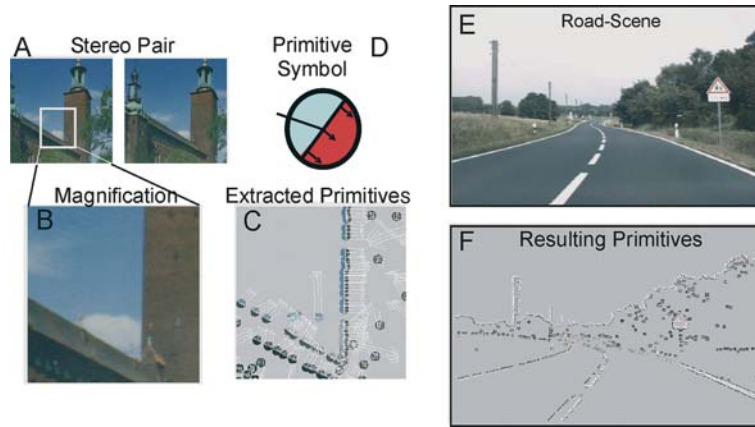 A
Stereo Pair
Primitive
Symbol
D
Magnification
B
Extracted Primitives
C
E
Road-Scene
F
Resulting Primitives